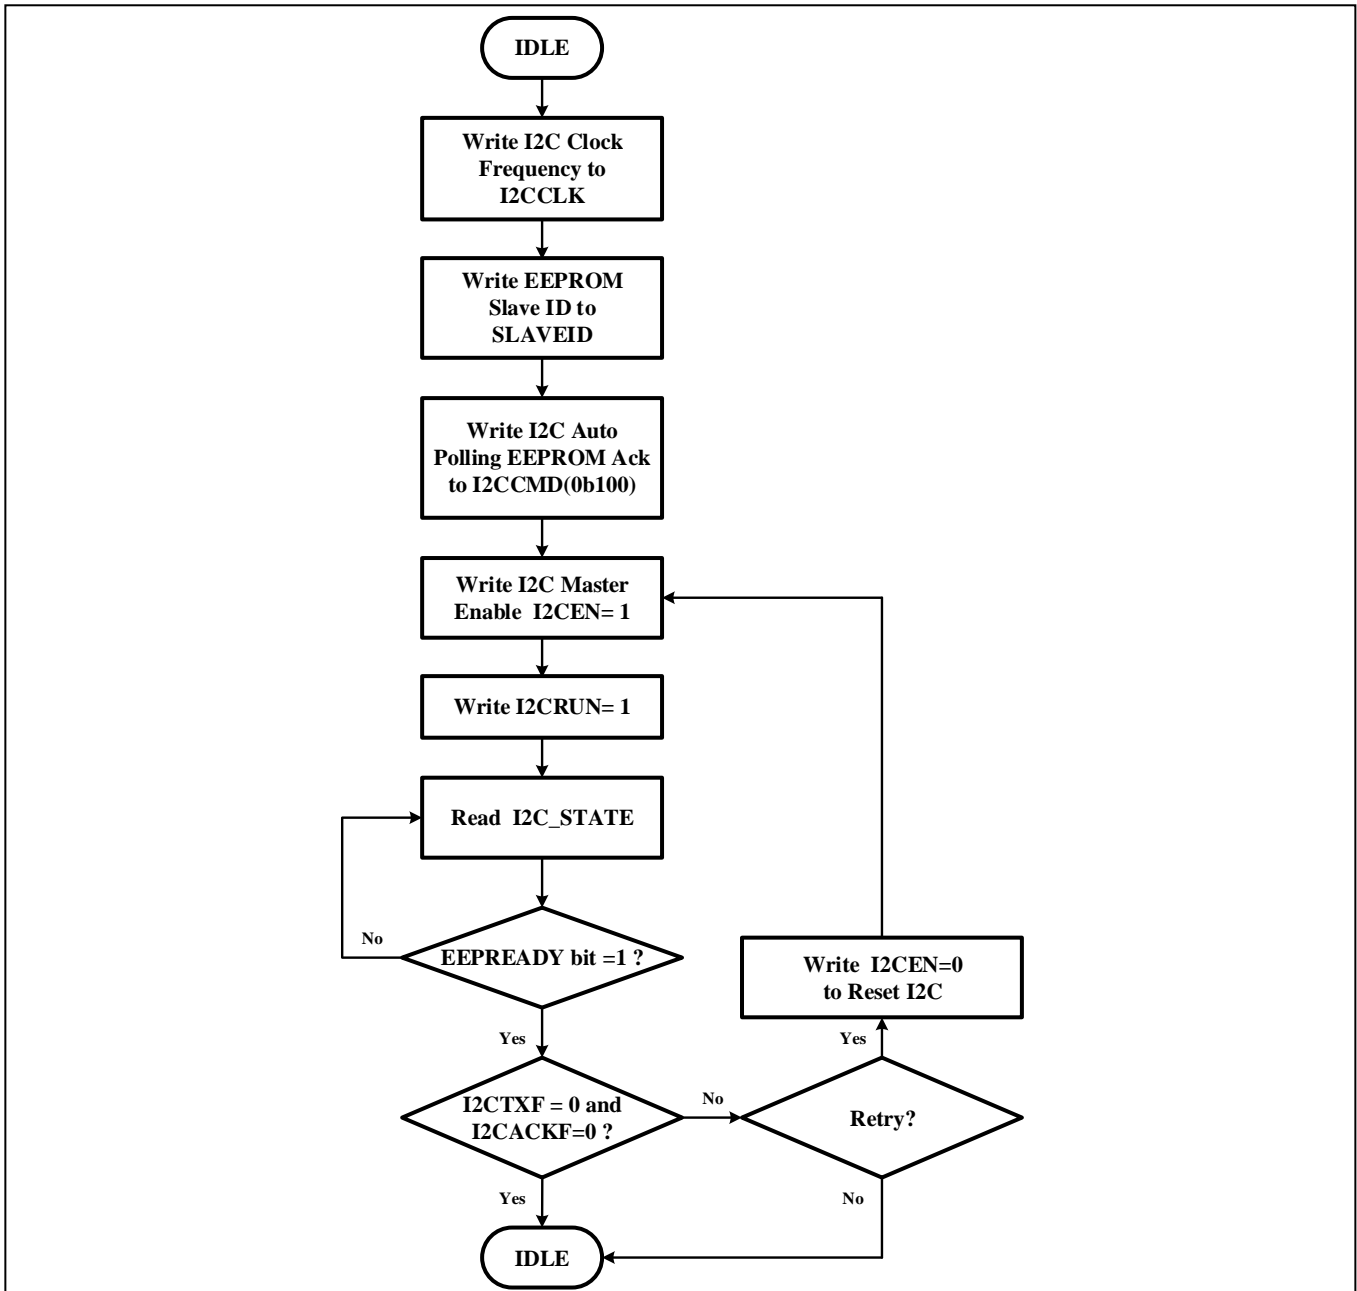 IDLE
Write I2C Clock
Frequency to
I2CCLK
Write EEPROM
Slave ID to
SLAVEID
Write I2C Auto
Polling EEPROM Ack
to I2CCMD(0b100)
Write I2C Master
Enable I2CEN= 1
Write I2CRUN= 1
Read I2C_STATE
No
EEPREADY bit =1 ?
Write I2CEN=0
to Reset I2C
Yes
Yes
I2CTXF = 0 and
I2CACKF=0 ?
No
Retry?
Yes
No
IDLE